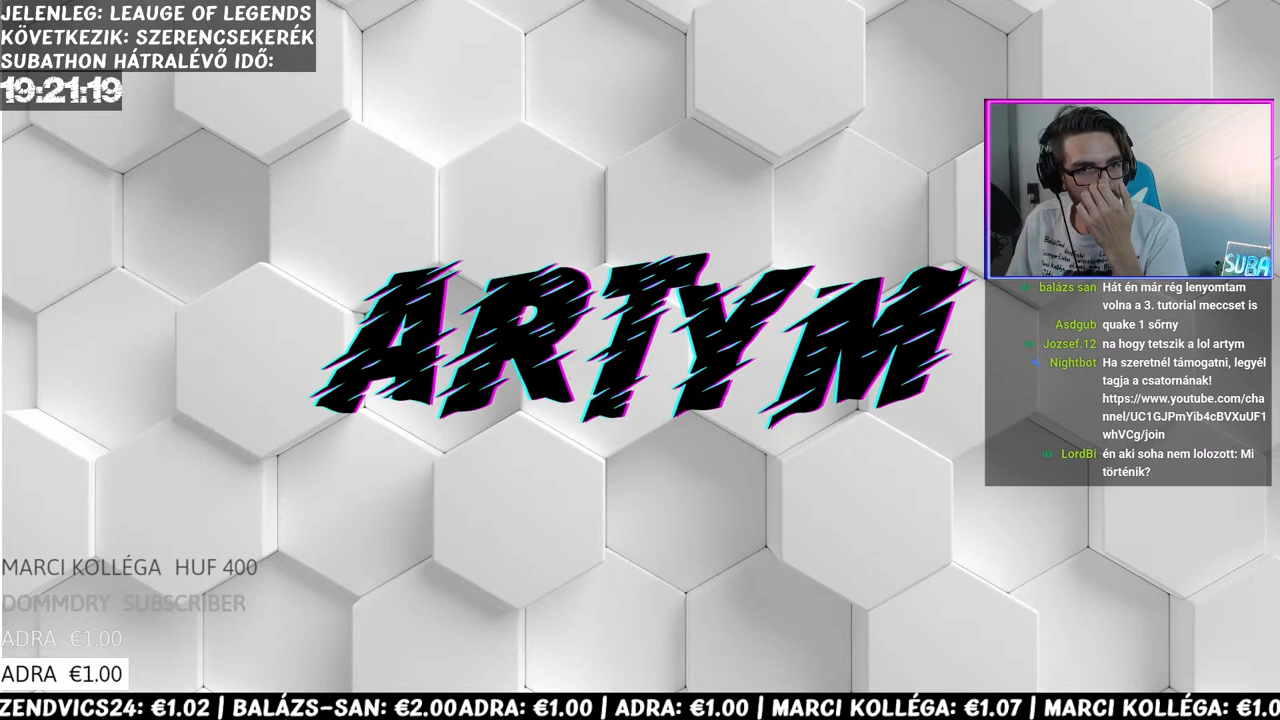 JELENLEG: LEAUGE OF LEGENDS
KÖVETKEZIK: SZERENCSEKERÉK
SUBATHON HÁTRALÉVŐ IDŐ:
19:21:19
ARTYM
SUBA
balázs san Hát én már rég lenyomtam
volna a 3. tutorial meccset is
Asdgub quake 1 sőrny
Jozsef.12 na hogy tetszik a lol artym
Nightbot Ha szeretnél támogatni, legyél
tagja a csatornának!
https://www.youtube.com/cha
nnel/UC1GJPmYib4cBVXuUF1
whVCg/join
LordBi én aki soha nem lolozott: Mi
történik?
MARCI KOLLÉGA HUF 400
DOMMDRY SUBSCRIBER
ADRA €1.00
ADRA €1.00
ZENDVICS24: €1.02 | BALÁZS-SAN: €2.00ADRA: €1.00 | ADRA: €1.00 | MARCI KOLLÉGA: €1.07 | MARCI KOLLÉGA: €1.0